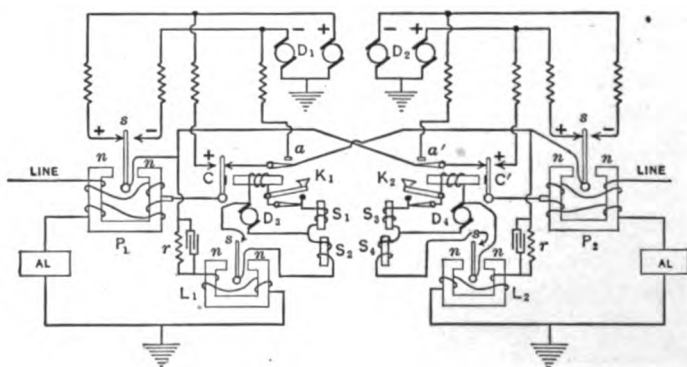 − + D₁
D₂ − +
+ s −
+ s −
a a′
n n
+ C
K₁ K₂
+ C′
n n
LINE
LINE
D₃ S₁ S₃ D₄
P₁ P₂
r s S₂ S₄ s r
AL n n n n AL
L₁ L₂